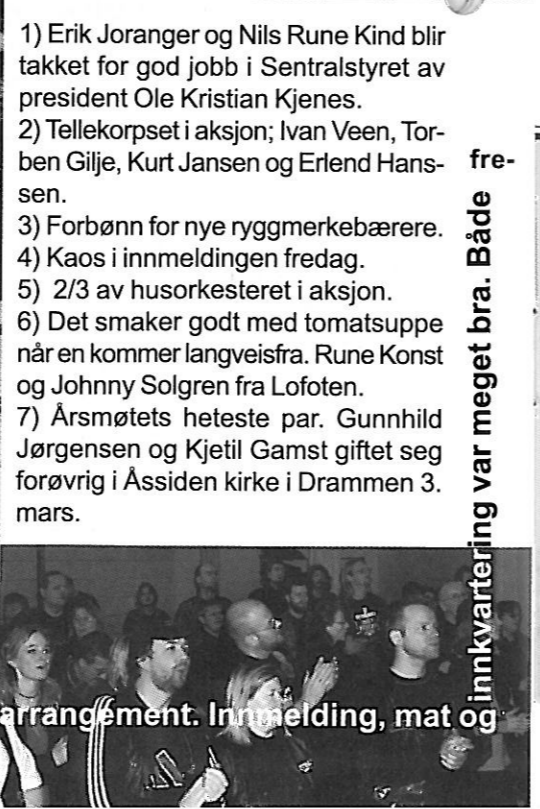 1) Erik Joranger og Nils Rune Kind blir
takket for god jobb i Sentralstyret av
president Ole Kristian Kjenes.
2) Tellekorpset i aksjon; Ivan Veen, Tor-
ben Gilje, Kurt Jansen og Erlend Hans-
sen.
3) Forbønn for nye ryggmerkebærere.
4) Kaos i innmeldingen fredag.
5) 2/3 av husorkesteret i aksjon.
6) Det smaker godt med tomatsuppe
når en kommer langveisfra. Rune Konst
og Johnny Solgren fra Lofoten.
7) Årsmøtets heteste par. Gunnhild
Jørgensen og Kjetil Gamst giftet seg
forøvrig i Åssiden kirke i Drammen 3.
mars.
arrangement. Innmelding, mat og
innkvartering var meget bra. Både
fre-